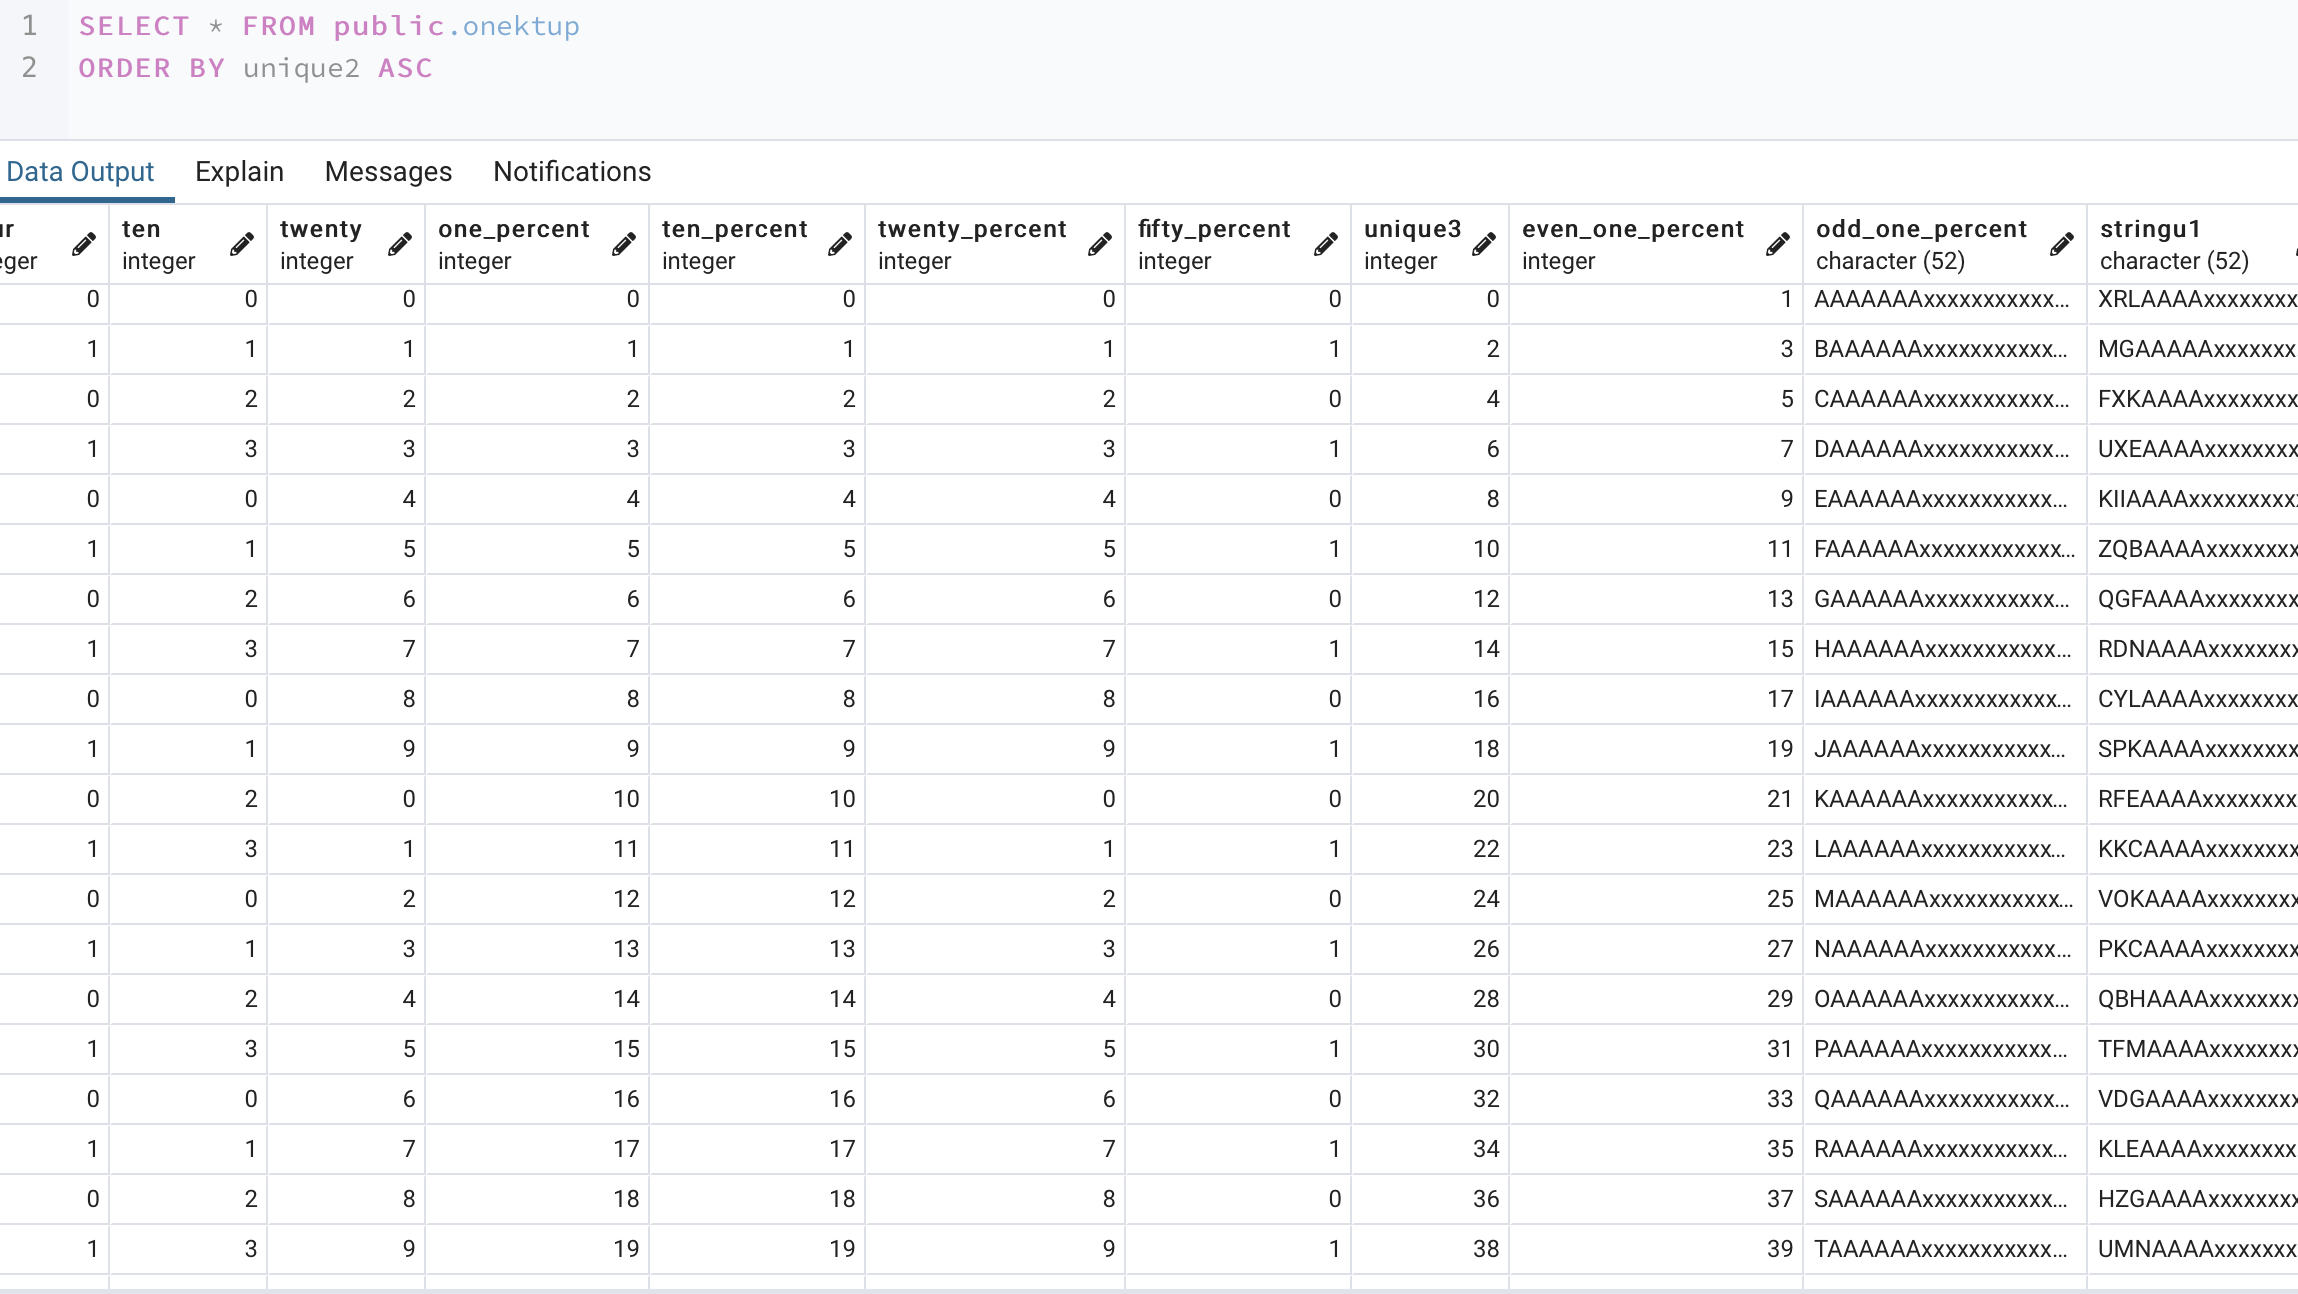 1 SELECT * FROM public.onektup
2 ORDER BY unique2 ASC
Data Output Explain Messages Notifications
ur ten twenty one_percent ten_percent twenty_percent fifty_percent unique3 even_one_percent odd_one_percent stringu1
eger integer integer integer integer integer integer integer integer character (52) character (52)
0 0 0 0 0 0 0 0 1 AAAAAAAxxxxxxxxxxx... XRLAAAAxxxxxxxx
1 1 1 1 1 1 1 2 3 BAAAAAAxxxxxxxxxxx... MGAAAAAxxxxxxx
0 2 2 2 2 2 0 4 5 CAAAAAAxxxxxxxxxxx... FXKAAAAxxxxxxxx
1 3 3 3 3 3 1 6 7 DAAAAAAxxxxxxxxxxx... UXEAAAAxxxxxxxx
0 0 4 4 4 4 0 8 9 EAAAAAAxxxxxxxxxxx... KIIAAAAxxxxxxxxxx
1 1 5 5 5 5 1 10 11 FAAAAAAxxxxxxxxxxxx... ZQBAAAAxxxxxxxx
0 2 6 6 6 6 0 12 13 GAAAAAAxxxxxxxxxxx... QGFAAAAxxxxxxxx
1 3 7 7 7 7 1 14 15 HAAAAAAxxxxxxxxxxx... RDNAAAAxxxxxxxx
0 0 8 8 8 8 0 16 17 IAAAAAAxxxxxxxxxxxx... CYLAAAAxxxxxxxx
1 1 9 9 9 9 1 18 19 JAAAAAAxxxxxxxxxxx... SPKAAAAxxxxxxxx
0 2 0 10 10 0 0 20 21 KAAAAAAxxxxxxxxxxx... RFEAAAAxxxxxxxx
1 3 1 11 11 1 1 22 23 LAAAAAAxxxxxxxxxxx... KKCAAAAxxxxxxxx
0 0 2 12 12 2 0 24 25 MAAAAAAxxxxxxxxxxx... VOKAAAAxxxxxxxx
1 1 3 13 13 3 1 26 27 NAAAAAAxxxxxxxxxxx... PKCAAAAxxxxxxxx
0 2 4 14 14 4 0 28 29 OAAAAAAxxxxxxxxxxx... QBHAAAAxxxxxxxx
1 3 5 15 15 5 1 30 31 PAAAAAAxxxxxxxxxxx... TFMAAAAxxxxxxxx
0 0 6 16 16 6 0 32 33 QAAAAAAxxxxxxxxxxx... VDGAAAAxxxxxxxx
1 1 7 17 17 7 1 34 35 RAAAAAAxxxxxxxxxxx... KLEAAAAxxxxxxxx
0 2 8 18 18 8 0 36 37 SAAAAAAxxxxxxxxxxx... HZGAAAAxxxxxxxx
1 3 9 19 19 9 1 38 39 TAAAAAAxxxxxxxxxxx... UMNAAAAxxxxxxx